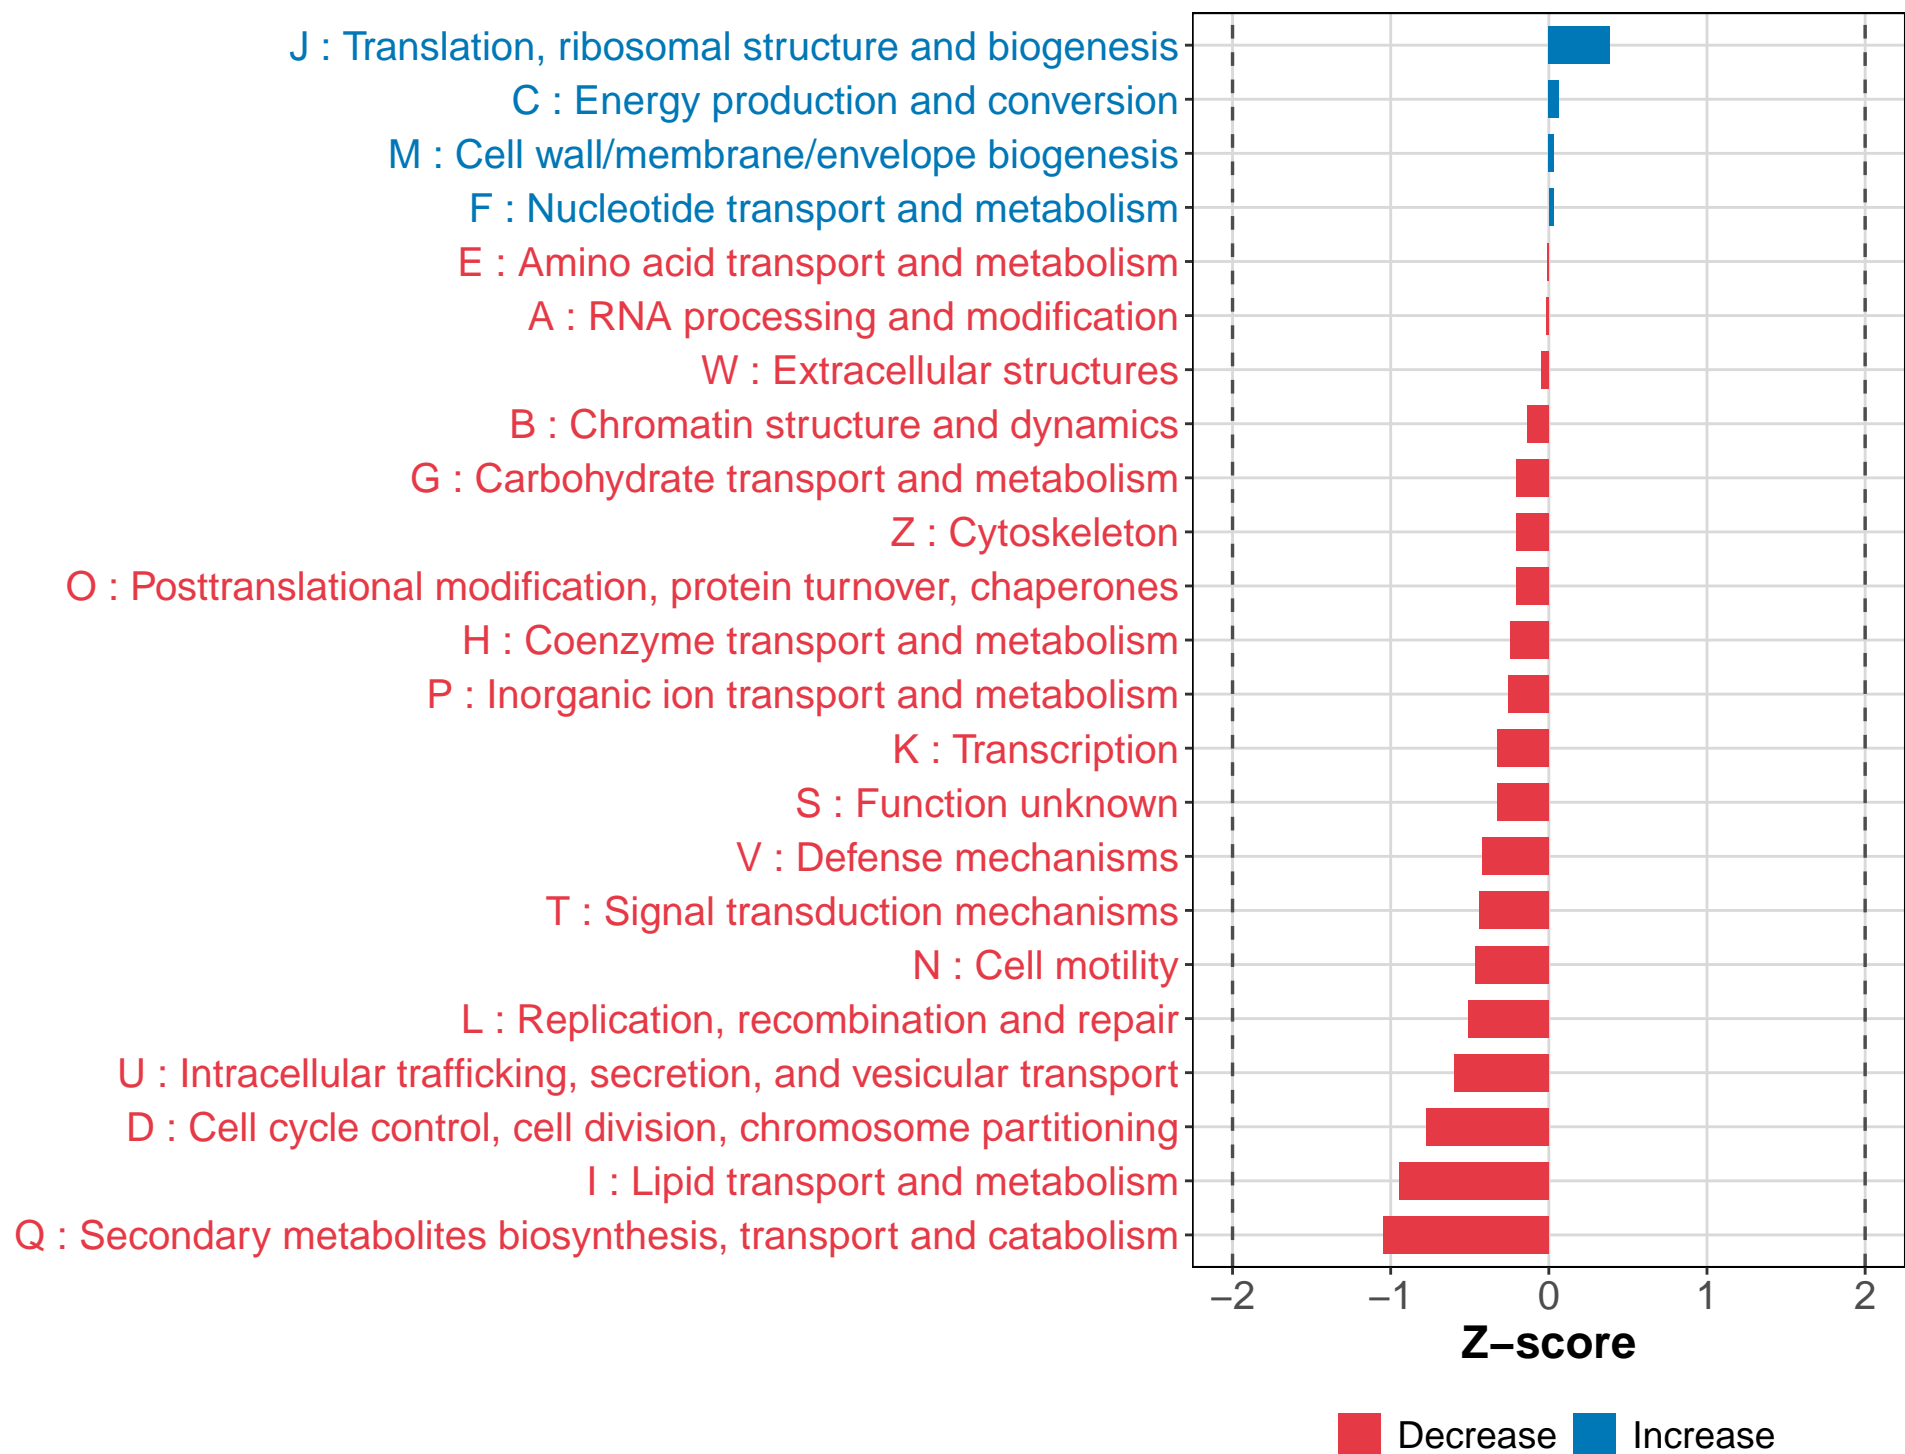 J : Translation, ribosomal structure and biogenesis
C : Energy production and conversion
M : Cell wall/membrane/envelope biogenesis
F : Nucleotide transport and metabolism
E : Amino acid transport and metabolism
A : RNA processing and modification
W : Extracellular structures
B : Chromatin structure and dynamics
G : Carbohydrate transport and metabolism
Z : Cytoskeleton
O : Posttranslational modification, protein turnover, chaperones
H : Coenzyme transport and metabolism
P : Inorganic ion transport and metabolism
K : Transcription
S : Function unknown
V : Defense mechanisms
T : Signal transduction mechanisms
N : Cell motility
L : Replication, recombination and repair
U : Intracellular trafficking, secretion, and vesicular transport
D : Cell cycle control, cell division, chromosome partitioning
I : Lipid transport and metabolism
Q : Secondary metabolites biosynthesis, transport and catabolism
−2 −1 0 1 2
Z−score
Decrease Increase